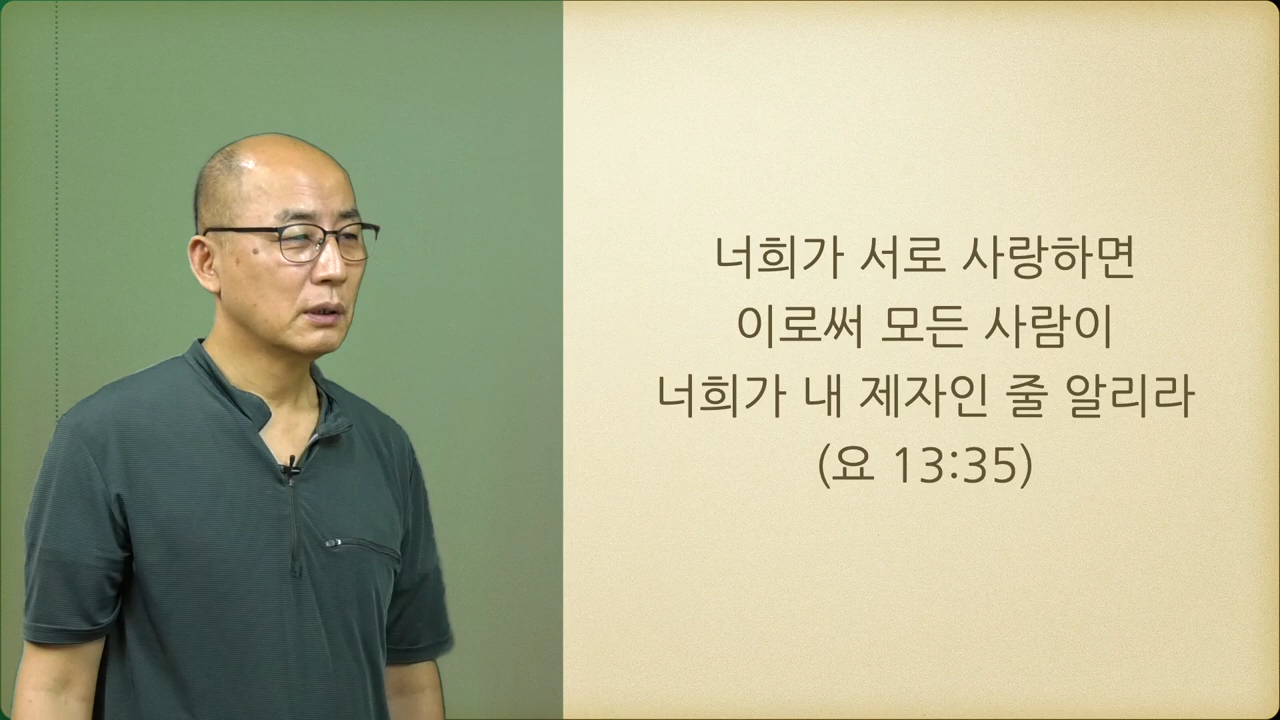 너희가 서로 사랑하면
이로써 모든 사람이
너희가 내 제자인 줄 알리라
(요 13:35)